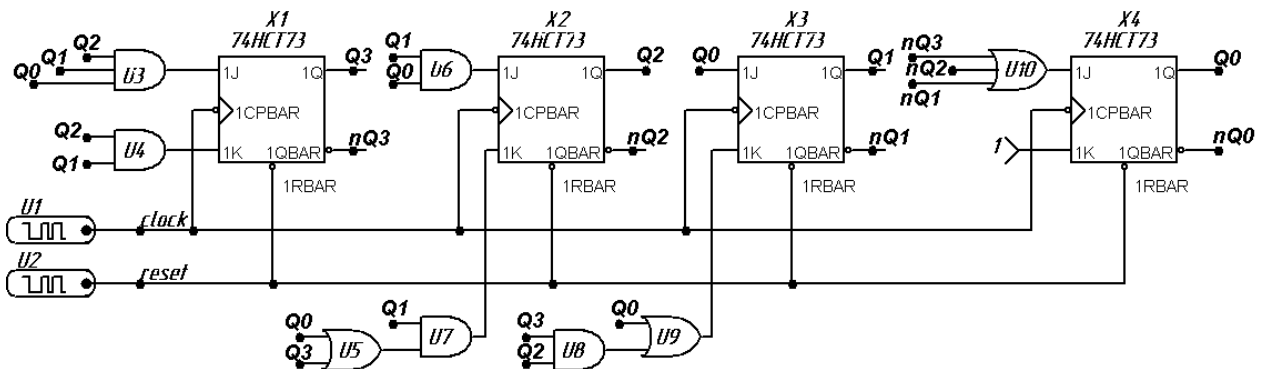 X1 X2 X3 X4
74HCT73 74HCT73 74HCT73 74HCT73
Q2 Q1 Q0 U3 1J 1Q Q3
Q1 Q0 U6 1J 1Q Q2
Q0 1J 1Q Q1
nQ3 nQ2 nQ1 U10 1J 1Q Q0
1CPBAR 1CPBAR 1CPBAR 1CPBAR
Q2 Q1 U4 1K 1QBAR nQ3
1K 1QBAR nQ2
1K 1QBAR nQ1
1 1K 1QBAR nQ0
1RBAR 1RBAR 1RBAR 1RBAR
U1 clock
U2 reset
Q0 Q3 U5 Q1 U7
Q3 Q2 U8 Q0 U9